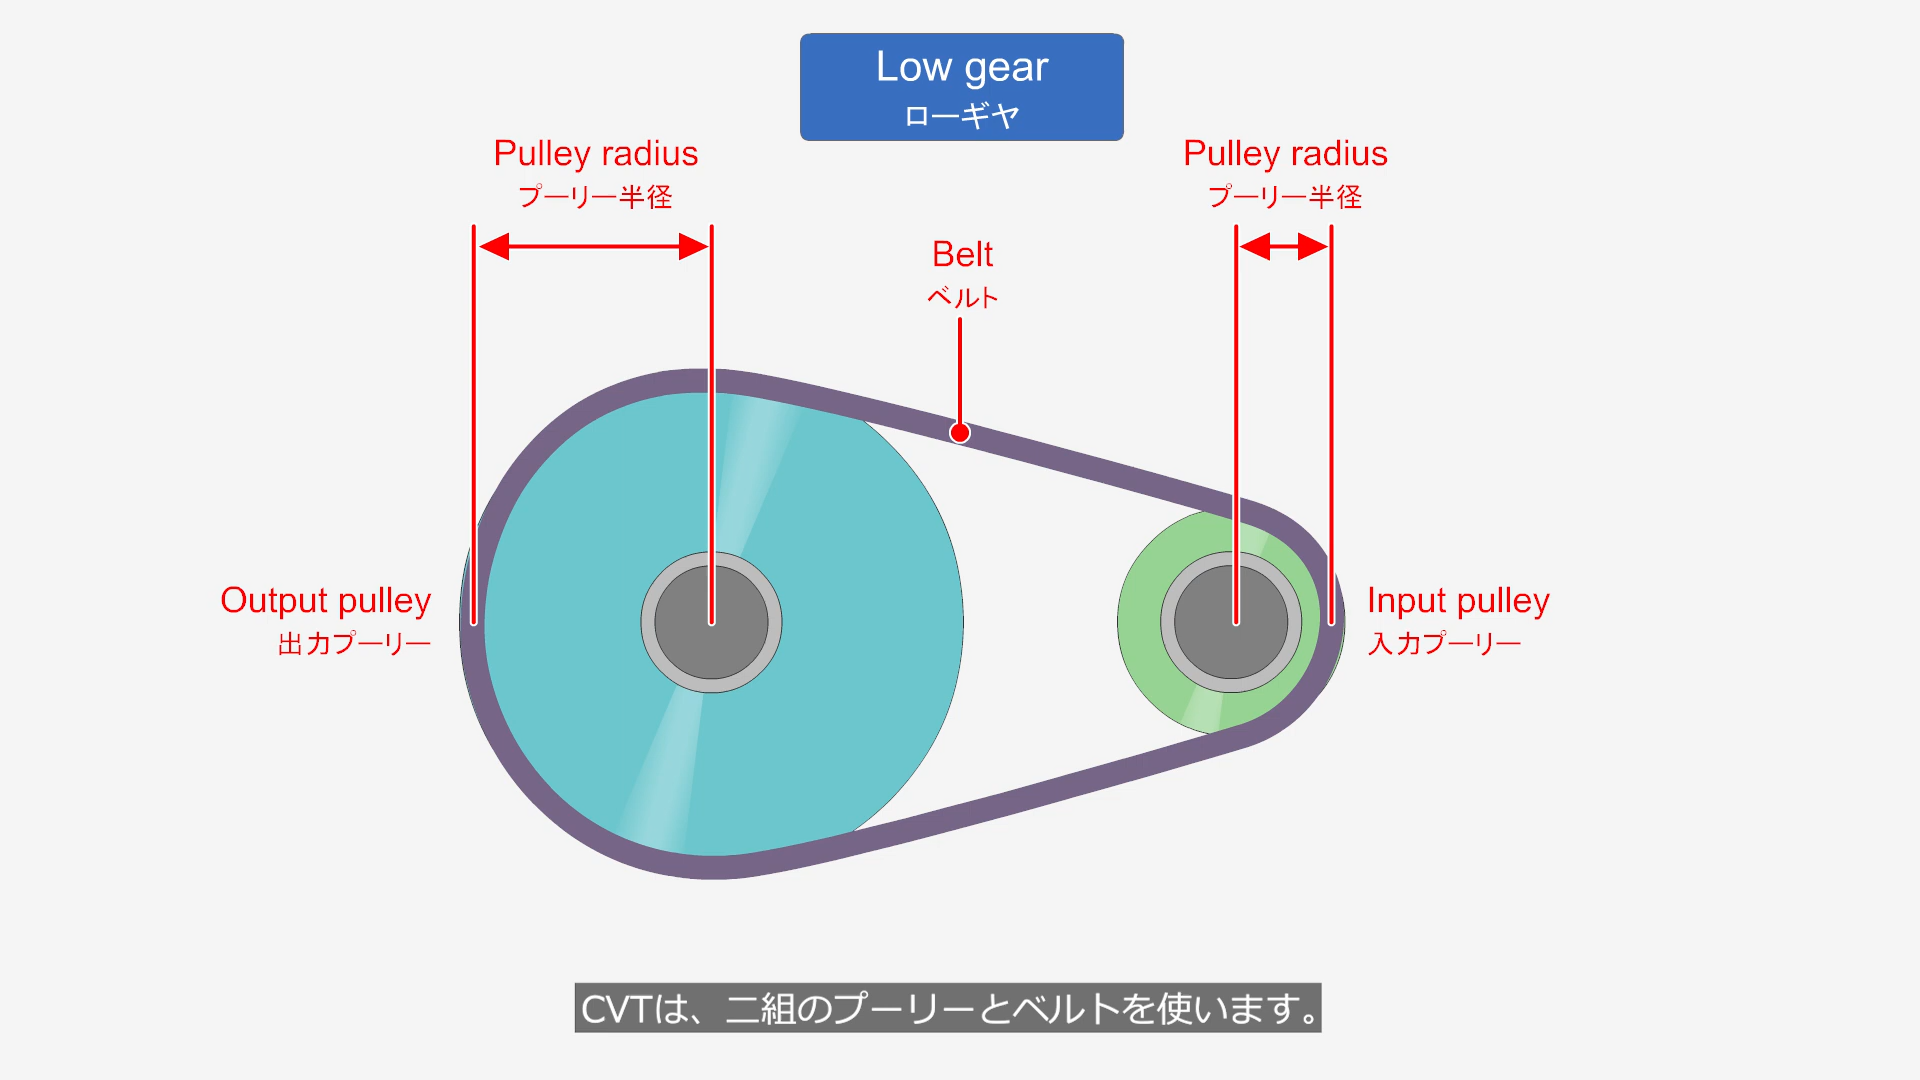 Low gear
ローギヤ
Pulley radius
プーリー半径
Pulley radius
プーリー半径
Belt
ベルト
Output pulley
出力プーリー
Input pulley
入力プーリー
CVTは、二組のプーリーとベルトを使います。